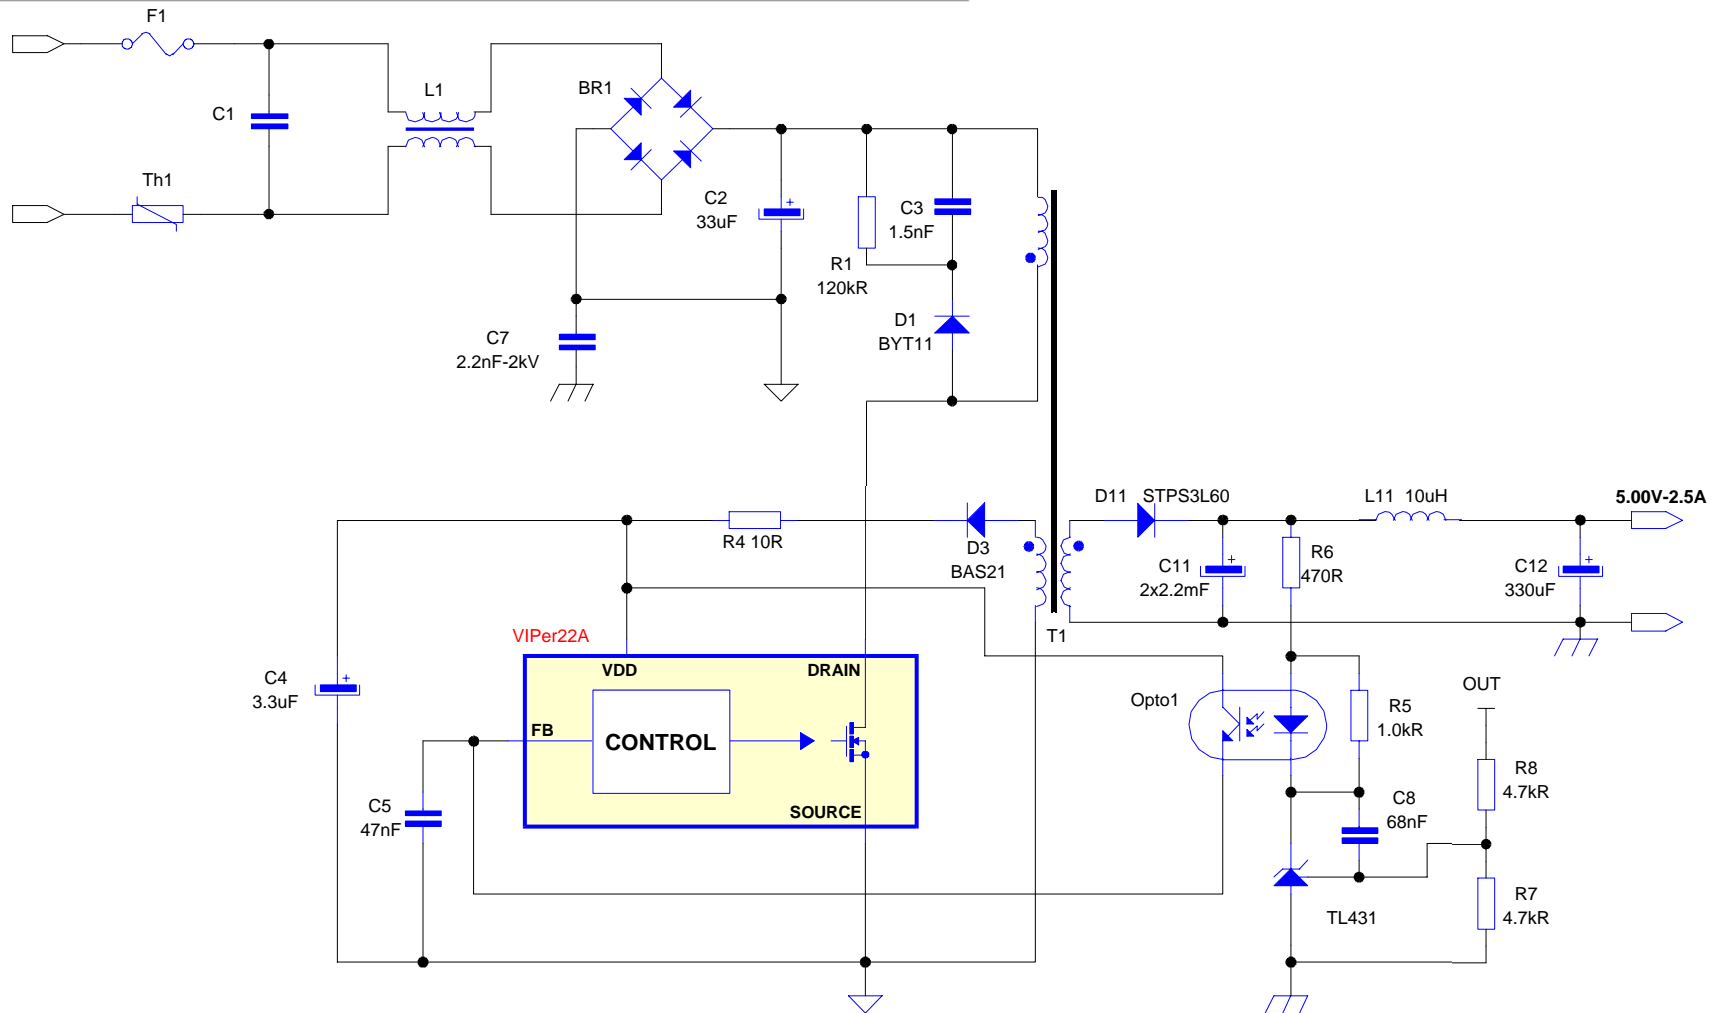 F1
C1
L1
BR1
Th1
C2
33uF
C3
1.5nF
R1
120kR
D1
BYT11
C7
2.2nF-2kV
D11 STPS3L60
L11 10uH
5.00V-2.5A
R4 10R
D3
BAS21
C11
2x2.2mF
R6
470R
C12
330uF
T1
VIPer22A
VDD
DRAIN
C4
3.3uF
Opto1
R5
1.0kR
OUT
FB
CONTROL
SOURCE
C5
47nF
R8
4.7kR
C8
68nF
R7
4.7kR
TL431